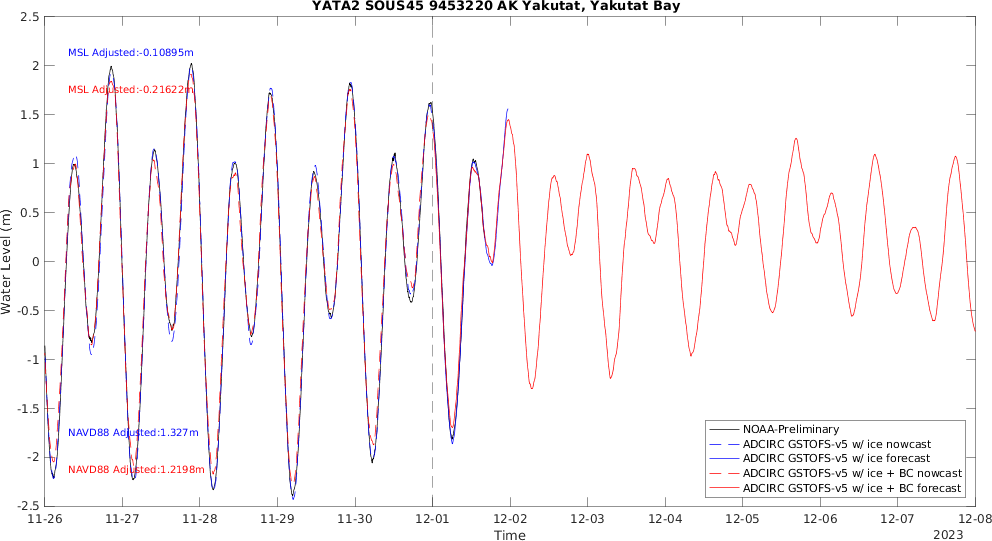 YATA2 SOUS45 9453220 AK Yakutat, Yakutat Bay
2.5
2
1.5
1
0.5
0
-0.5
-1
-1.5
-2
-2.5
Water Level (m)
MSL Adjusted:-0.10895m
MSL Adjusted:-0.21622m
NAVD88 Adjusted:1.327m
NAVD88 Adjusted:1.2198m
NOAA-Preliminary
ADCIRC GSTOFS-v5 w/ ice nowcast
ADCIRC GSTOFS-v5 w/ ice forecast
ADCIRC GSTOFS-v5 w/ ice + BC nowcast
ADCIRC GSTOFS-v5 w/ ice + BC forecast
11-26 11-27 11-28 11-29 11-30 12-01 12-02 12-03 12-04 12-05 12-06 12-07 12-08
Time
2023